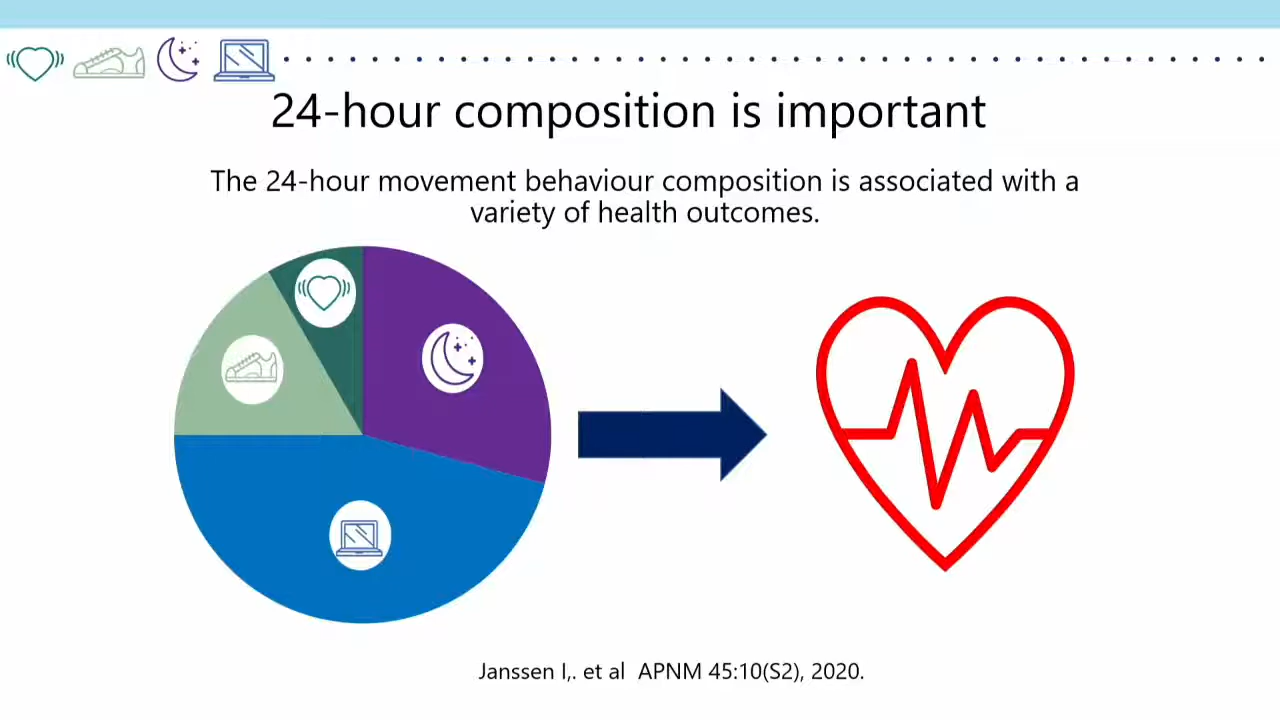 24-hour composition is important
The 24-hour movement behaviour composition is associated with a
variety of health outcomes.
Janssen I,. et al  APNM 45:10(S2), 2020.